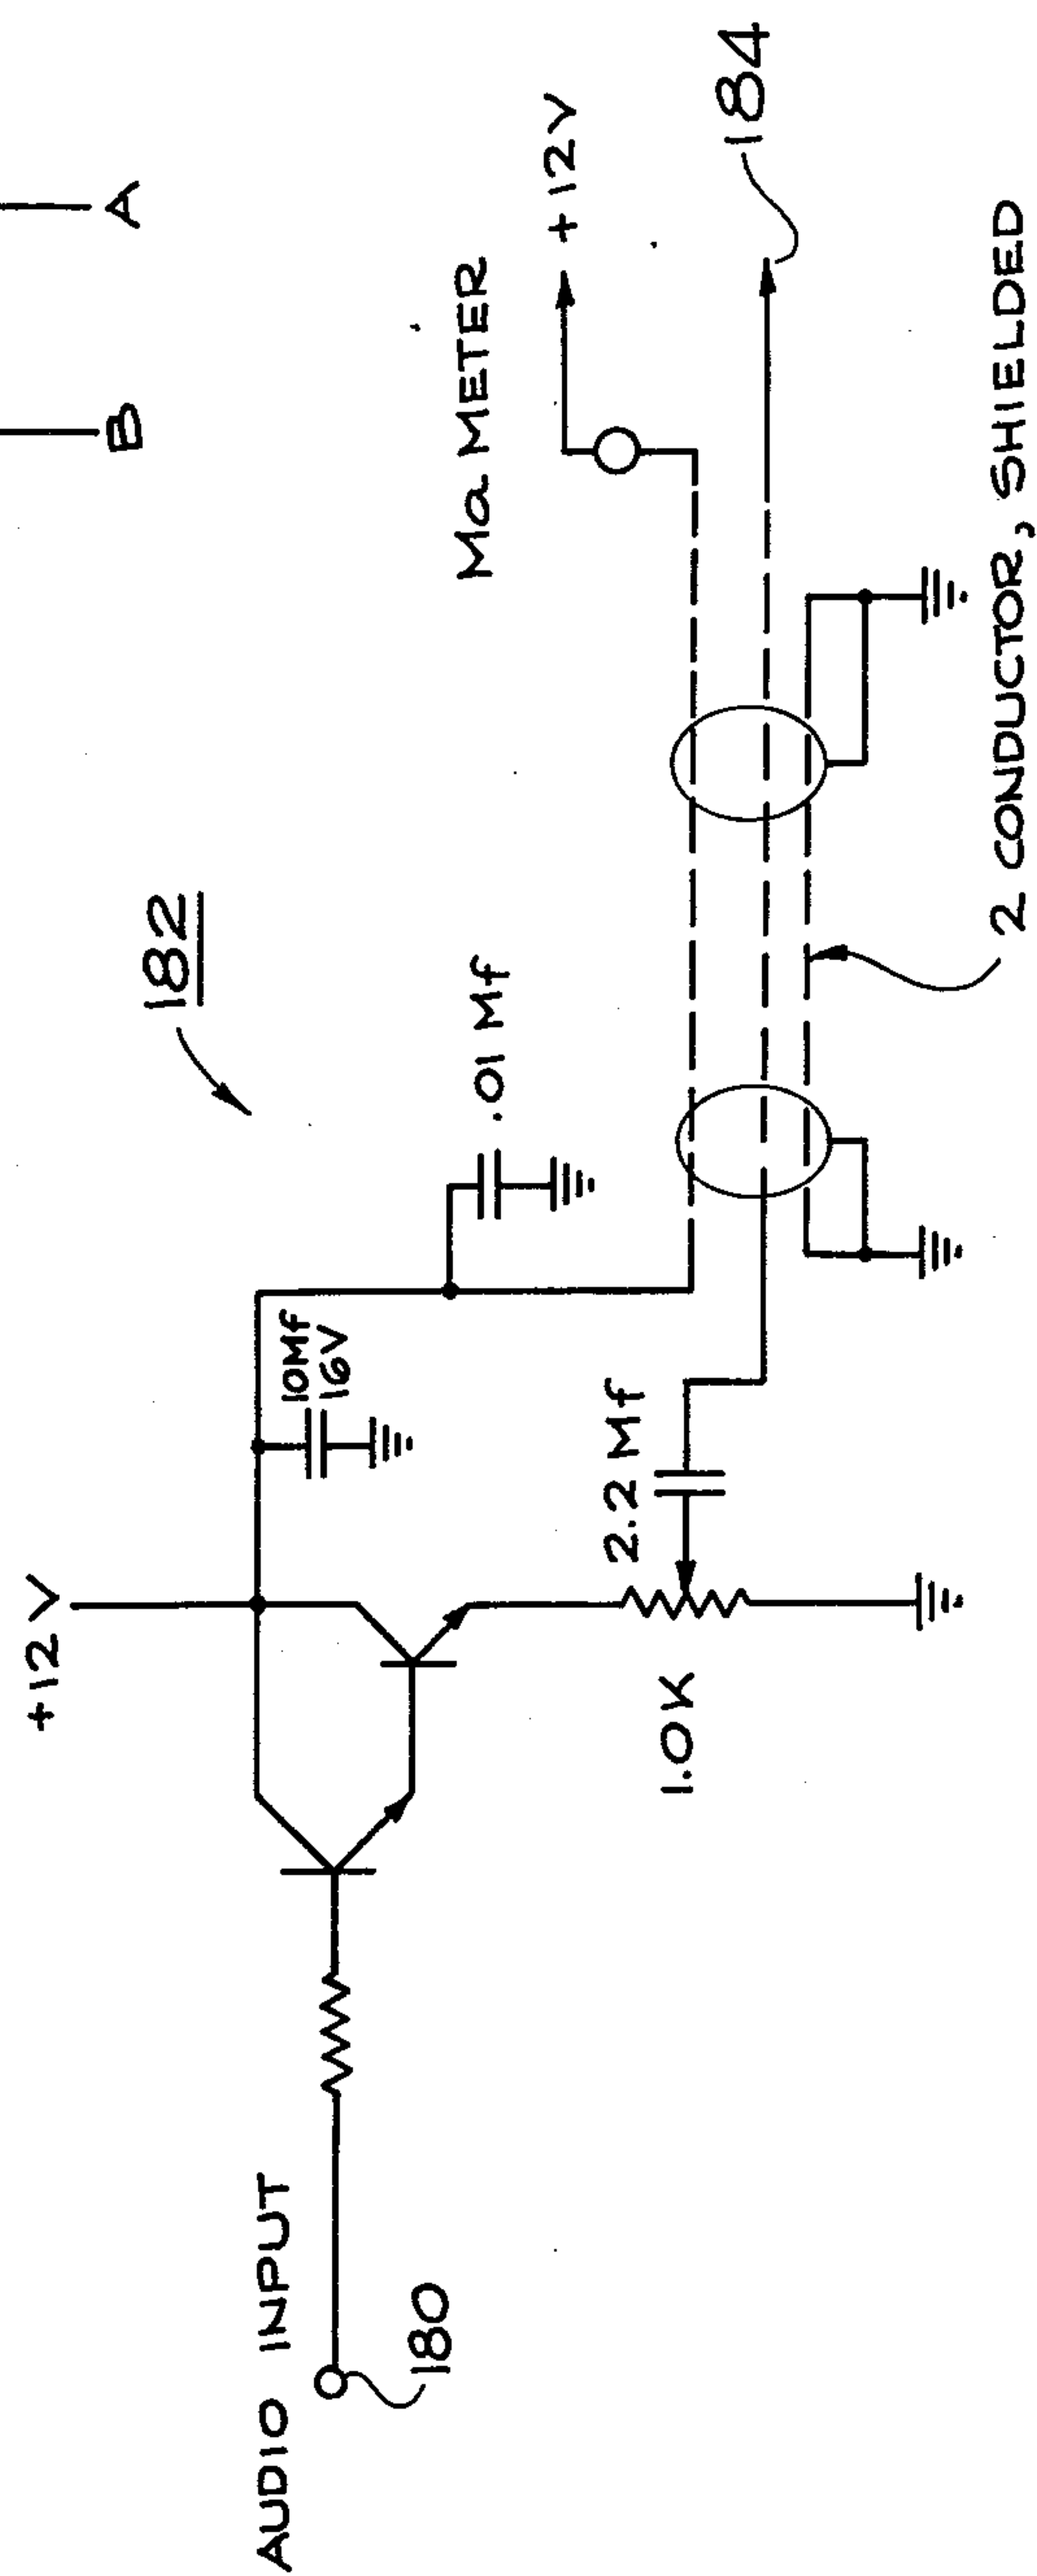 B
A
182
+12V
10Mf
16V
.01 Mf
Ma METER
+12V
AUDIO INPUT
180
1.0K
2.2 Mf
184
2 CONDUCTOR, SHIELDED